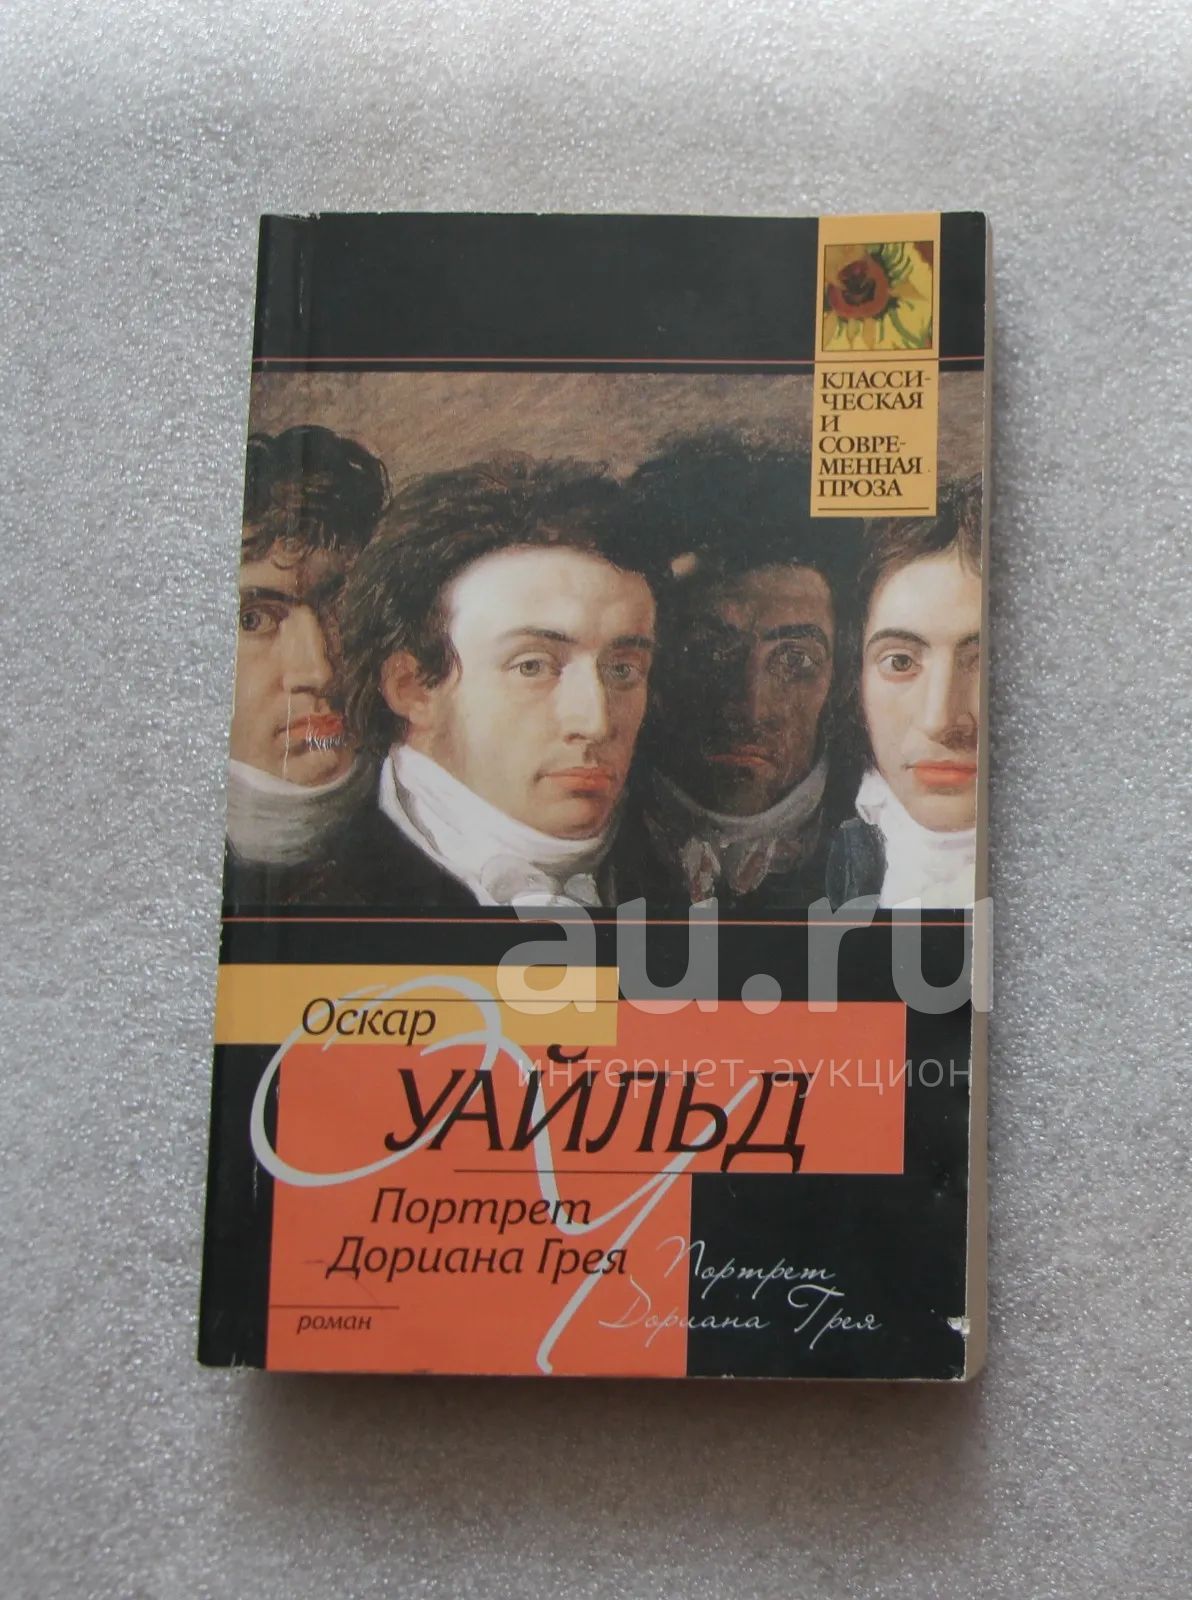 КЛАССИ-
ЧЕСКАЯ
И
СОВРЕ-
МЕННАЯ
ПРОЗА
au.ru
интернет-аукцион
Оскар
УАЙЛЬД
Портрет
Дориана Грея
роман
Портрет
Дориана Грея